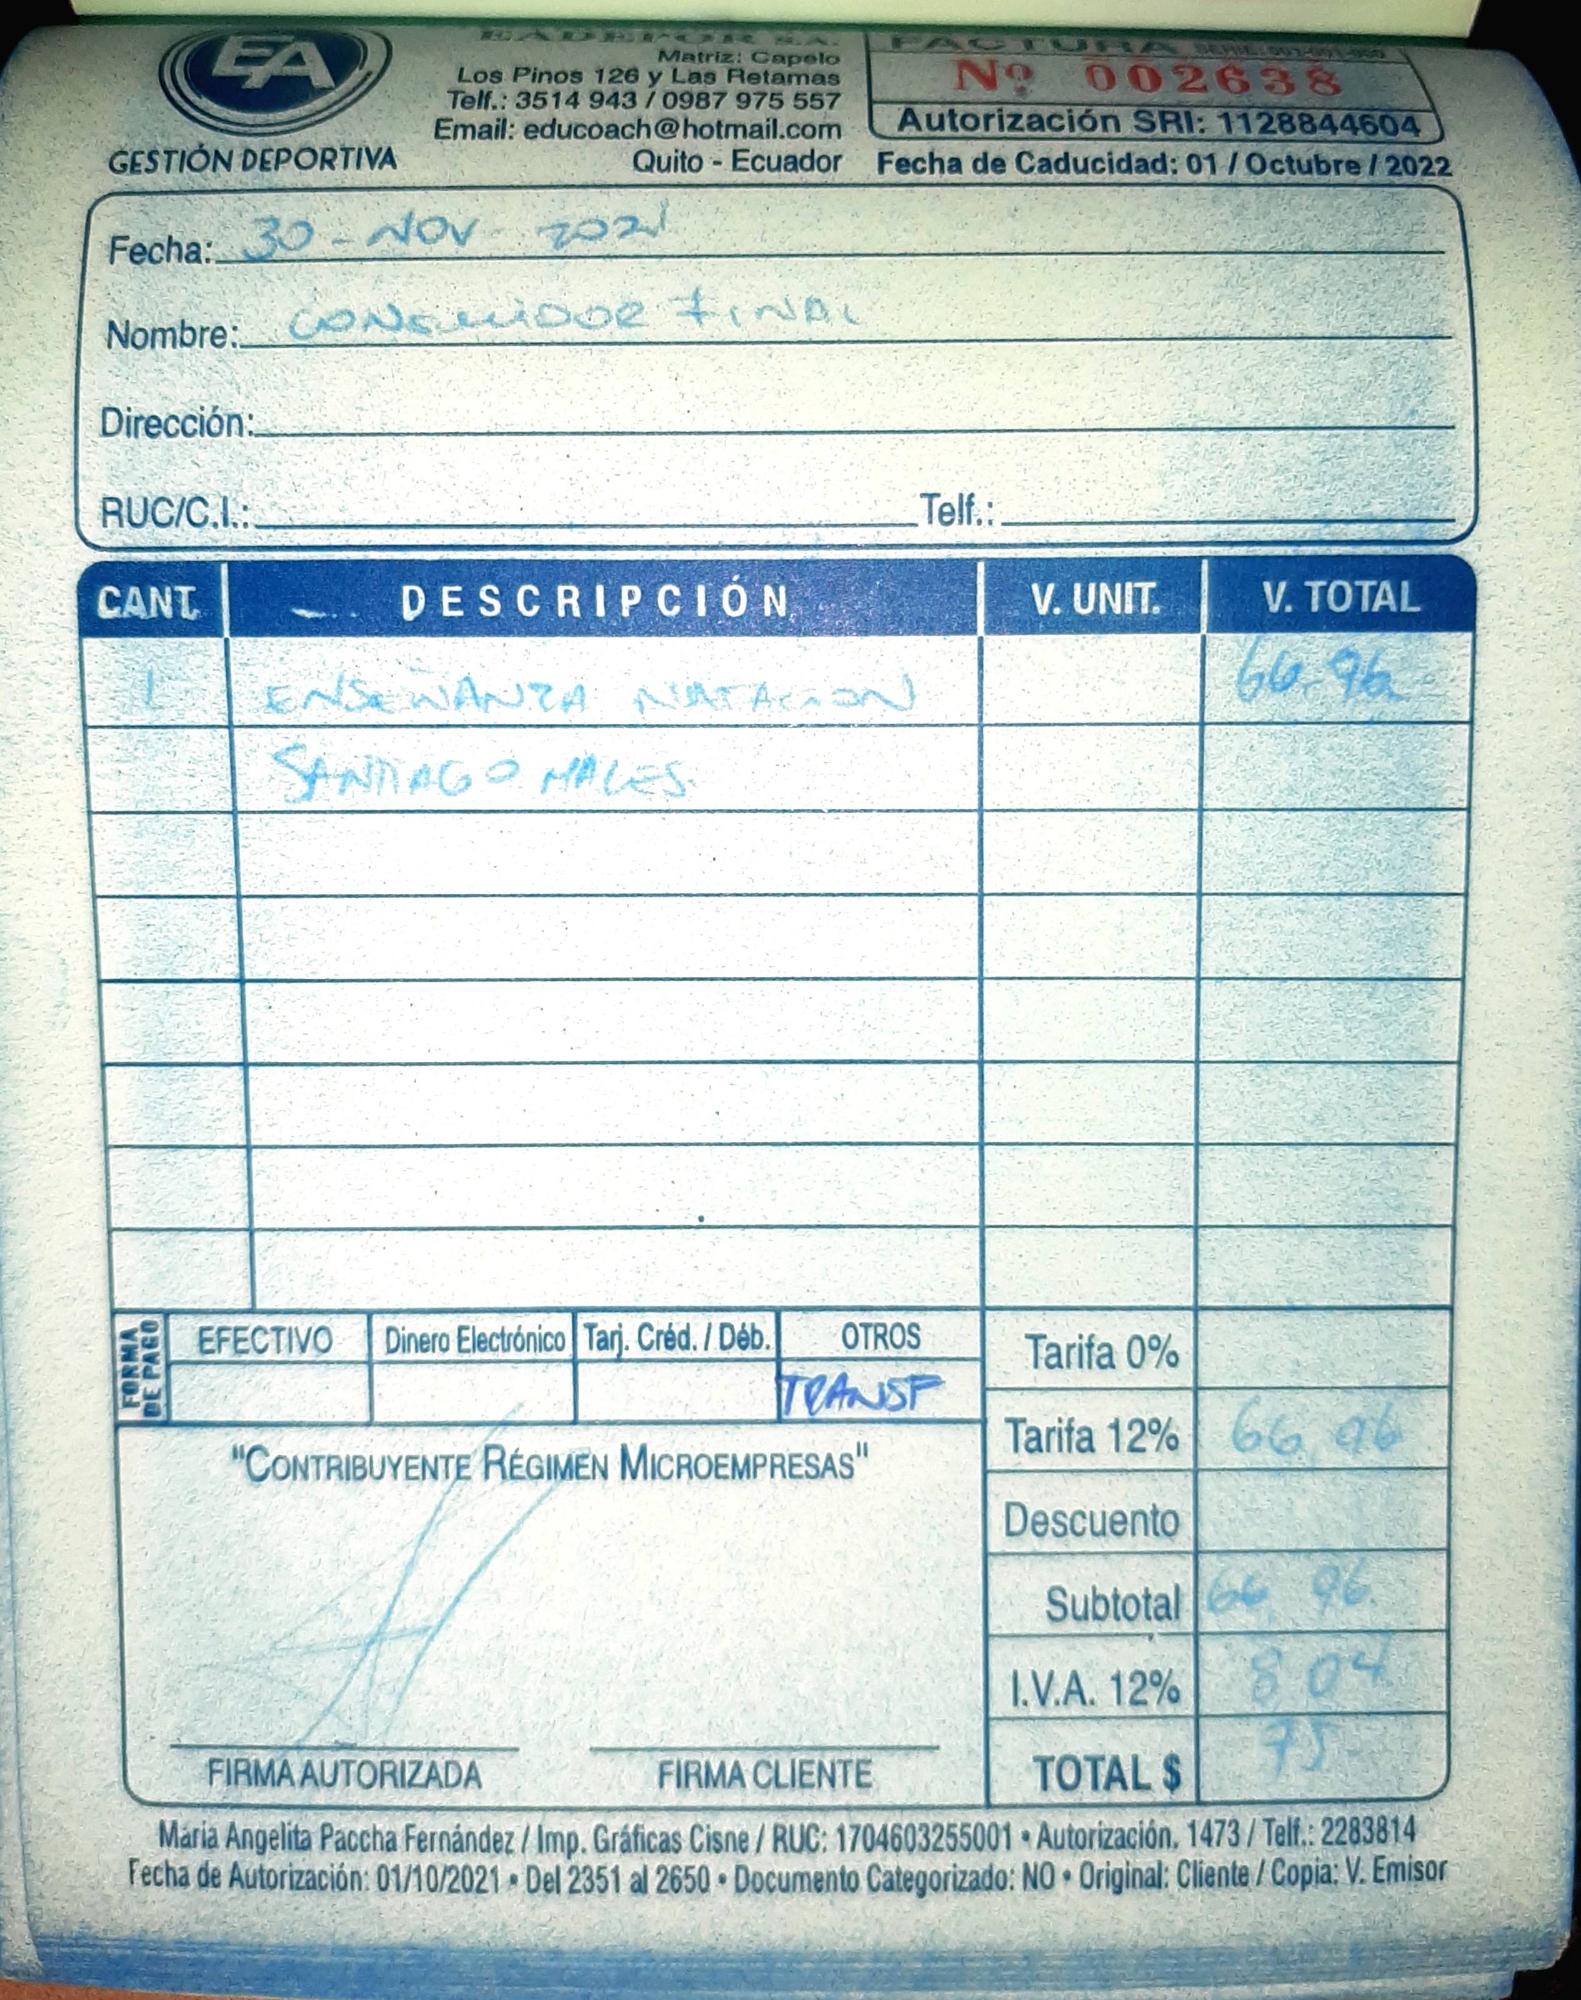 EA
GESTIÓN DEPORTIVA
EADEPOR S.A.
Matriz: Capelo
Los Pinos 126 y Las Retamas
Telf.: 3514 943 / 0987 975 557
Email: educoach@hotmail.com
Quito - Ecuador
FACTURA
Nº 002638
Autorización SRI: 1128844604
Fecha de Caducidad: 01 / Octubre / 2022
Fecha: 30 - NOV 2021
Nombre: CONSUMIDOR FINAL
Dirección:
RUC/C.I.: Telf.:
CANT. DESCRIPCIÓN V. UNIT. V. TOTAL
1 ENSEÑANZA NATACION 66.96
SANTIAGO MALES.
FORMA DE PAGO
EFECTIVO Dinero Electrónico Tarj. Créd. / Déb. OTROS
TRANSF
Tarifa 0%
Tarifa 12% 66.96
Descuento
Subtotal 66 96
I.V.A. 12% 8 04
TOTAL $ 75
"CONTRIBUYENTE RÉGIMEN MICROEMPRESAS"
FIRMA AUTORIZADA FIRMA CLIENTE
María Angelita Paccha Fernández / Imp. Gráficas Cisne / RUC: 1704603255001 • Autorización. 1473 / Telf.: 2283814
Fecha de Autorización: 01/10/2021 • Del 2351 al 2650 • Documento Categorizado: NO • Original: Cliente / Copia: V. Emisor